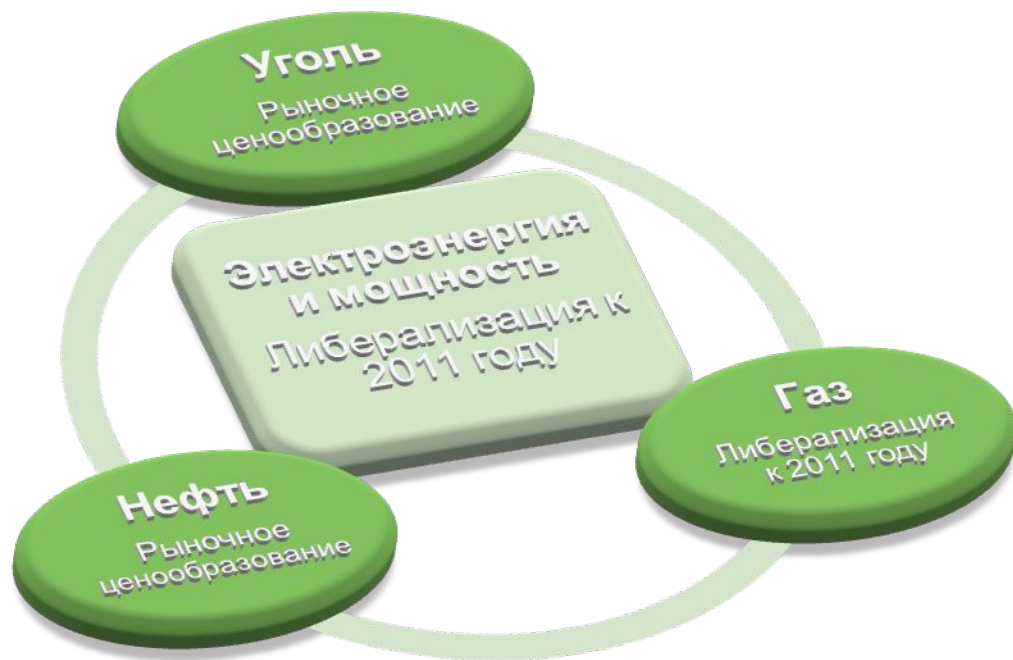 Уголь
Рыночное
ценообразование
Электроэнергия
и мощность
Либерализация к
2011 году
Газ
Либерализация
к 2011 году
Нефть
Рыночное
ценообразование